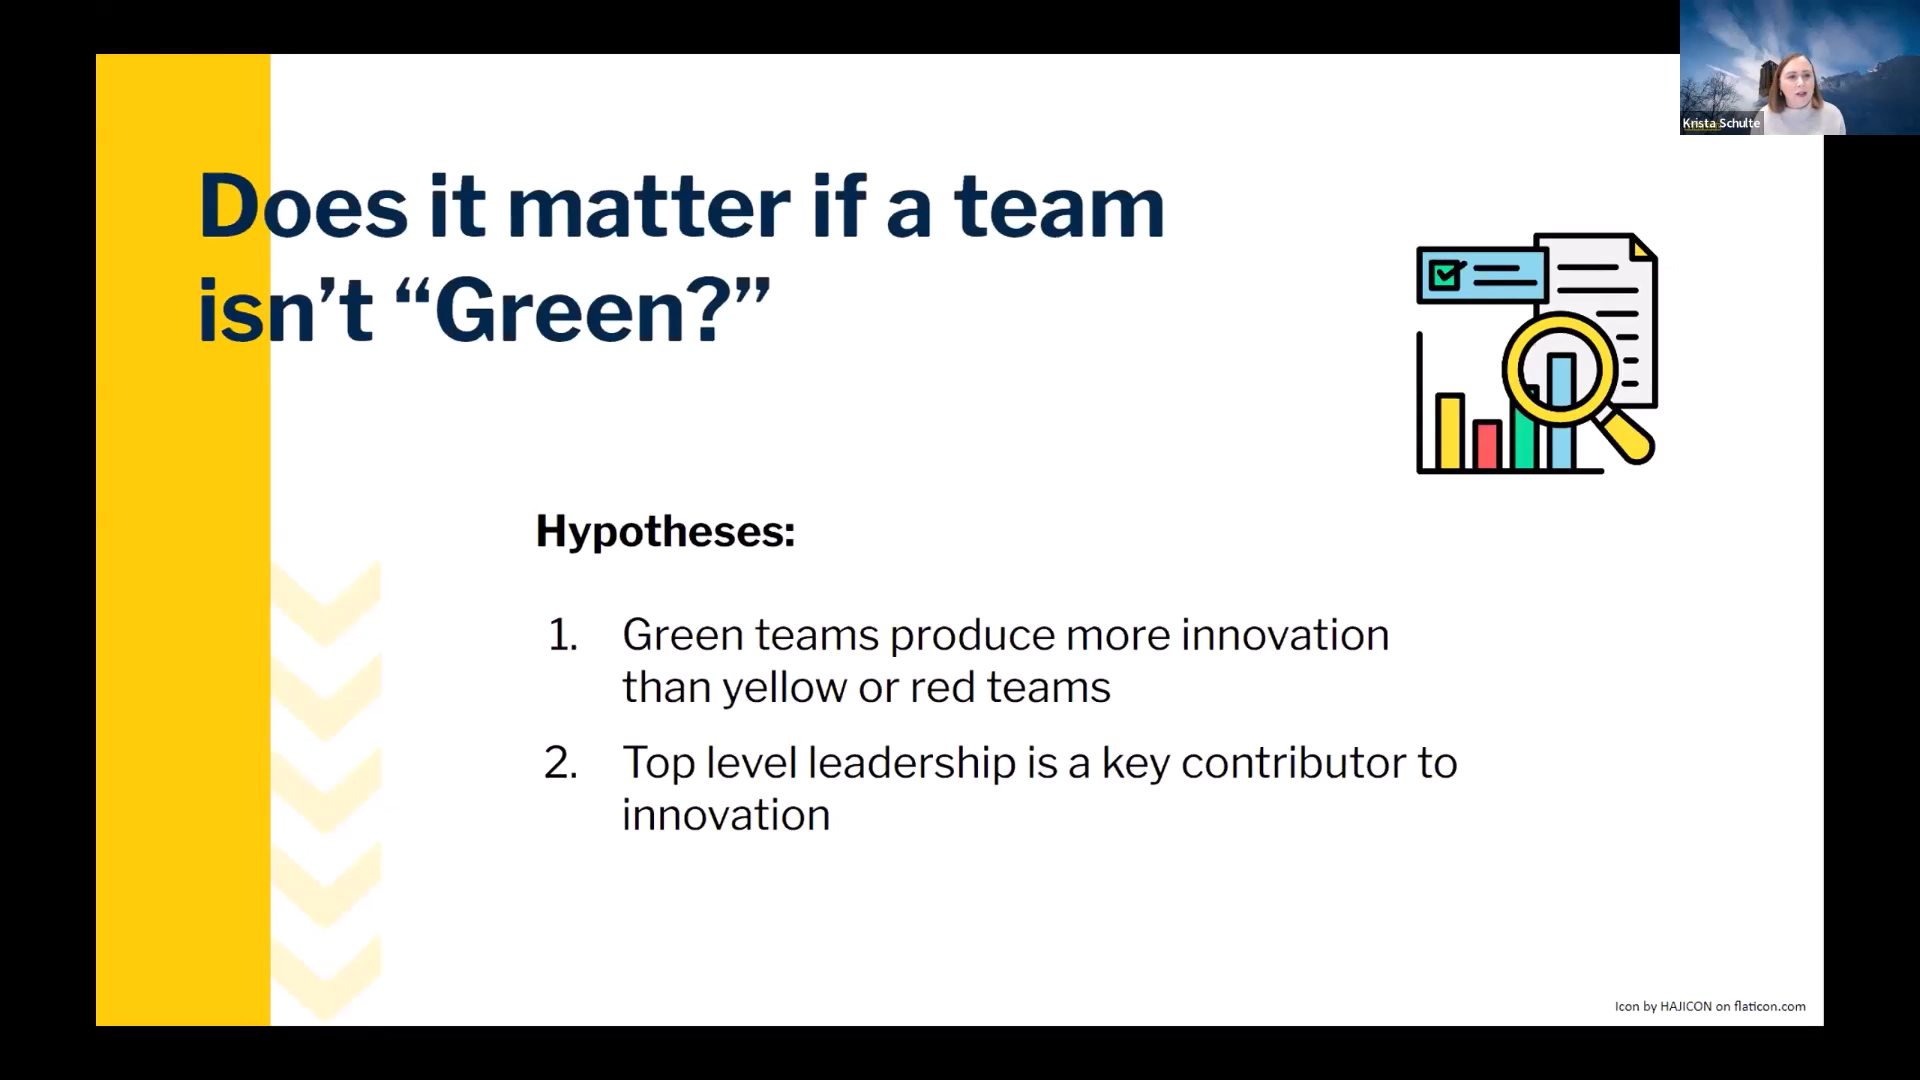 Krista Schulte
Does it matter if a team
isn’t “Green?”
Hypotheses:
1. Green teams produce more innovation
than yellow or red teams
2. Top level leadership is a key contributor to
innovation
Icon by HAJICON on flaticon.com